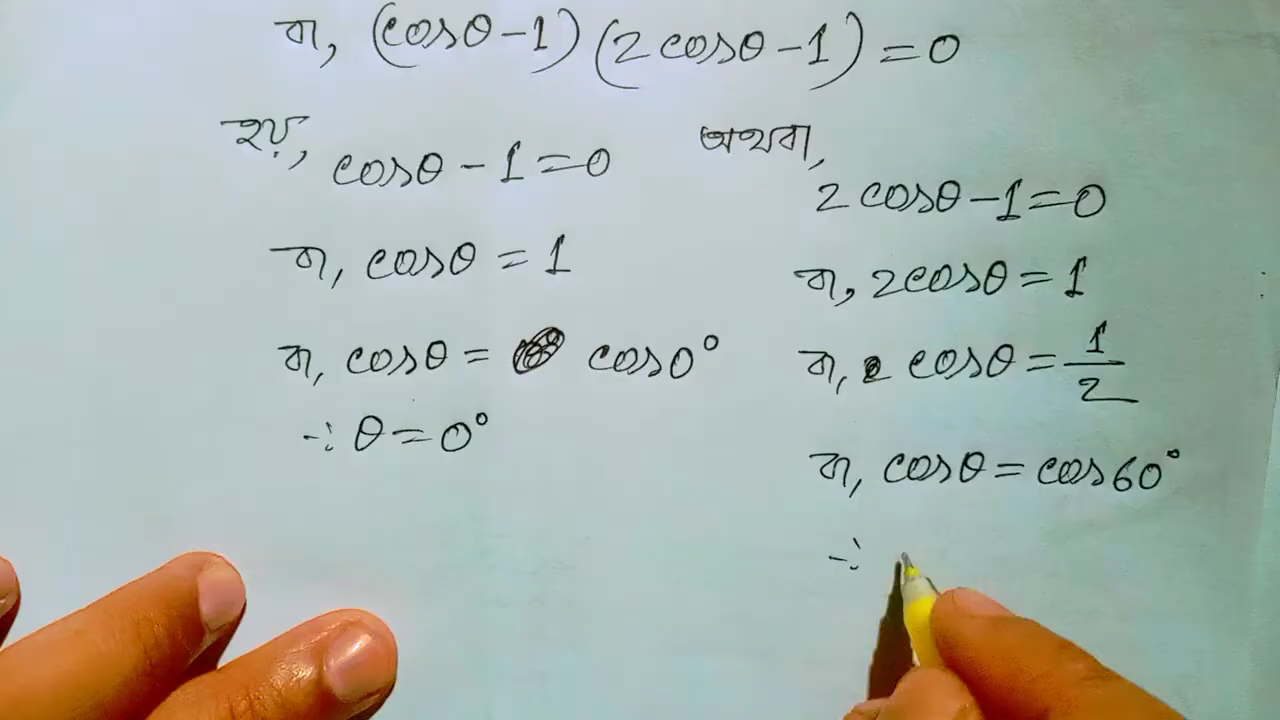 বা, (cosθ-1) (2cosθ-1) = 0
হয়,
cosθ - 1 = 0
বা, cosθ = 1
বা, cosθ = cos0°
∴ θ = 0°
অথবা,
2cosθ - 1 = 0
বা, 2cosθ = 1
বা, cosθ = 1/2
বা, cosθ = cos60°
∴